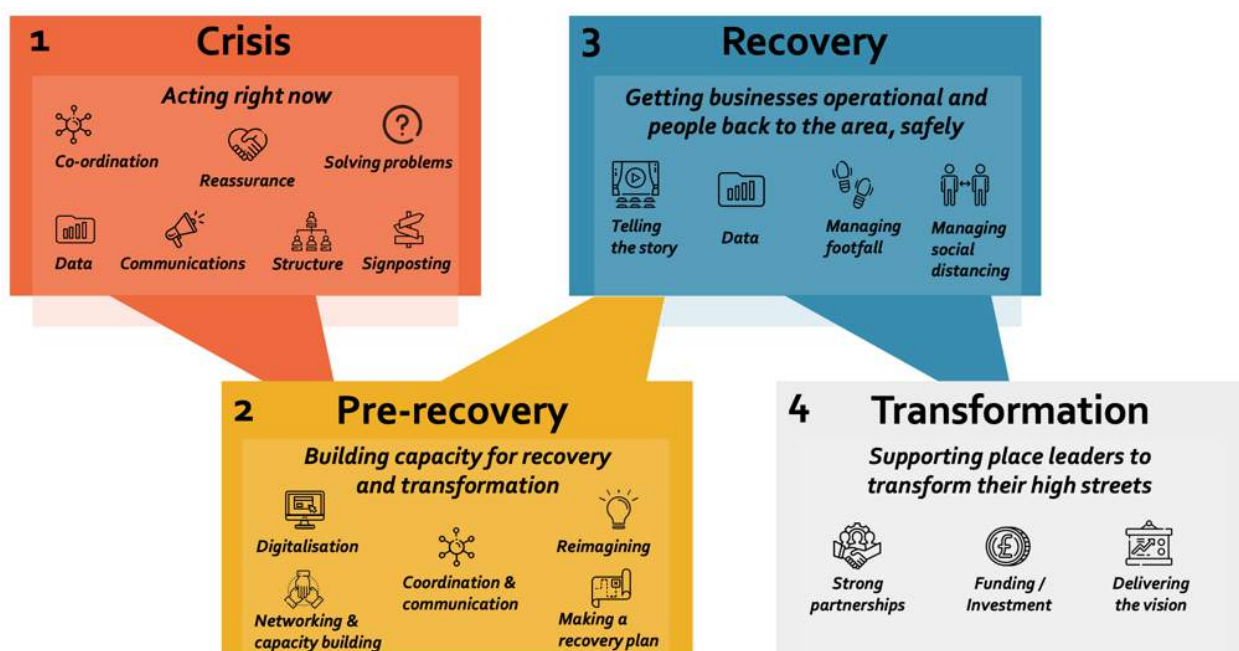 1 Crisis
Acting right now
Co-ordination
Reassurance
Solving problems
Data
Communications
Structure
Signposting
2 Pre-recovery
Building capacity for recovery
and transformation
Digitalisation
Coordination &
communication
Reimagining
Networking &
capacity building
Making a
recovery plan
3 Recovery
Getting businesses operational and
people back to the area, safely
Telling
the story
Data
Managing
footfall
Managing
social
distancing
4 Transformation
Supporting place leaders to
transform their high streets
Strong
partnerships
Funding /
Investment
Delivering
the vision